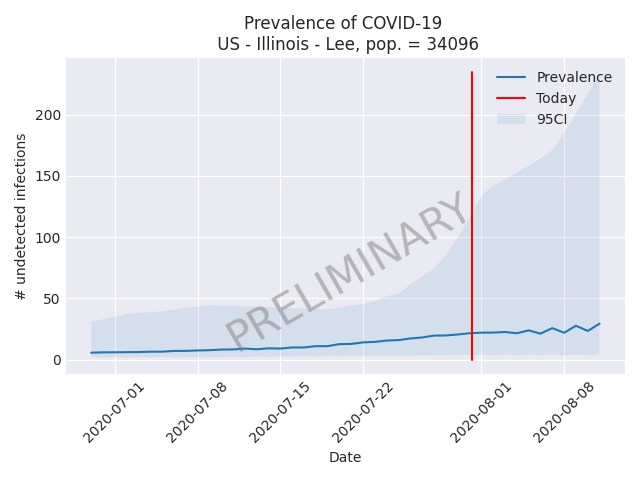 Prevalence of COVID-19
US - Illinois - Lee, pop. = 34096
Prevalence
Today
95CI
200
150
100
50
0
# undetected infections
PRELIMINARY
2020-07-01
2020-07-08
2020-07-15
2020-07-22
2020-08-01
2020-08-08
Date